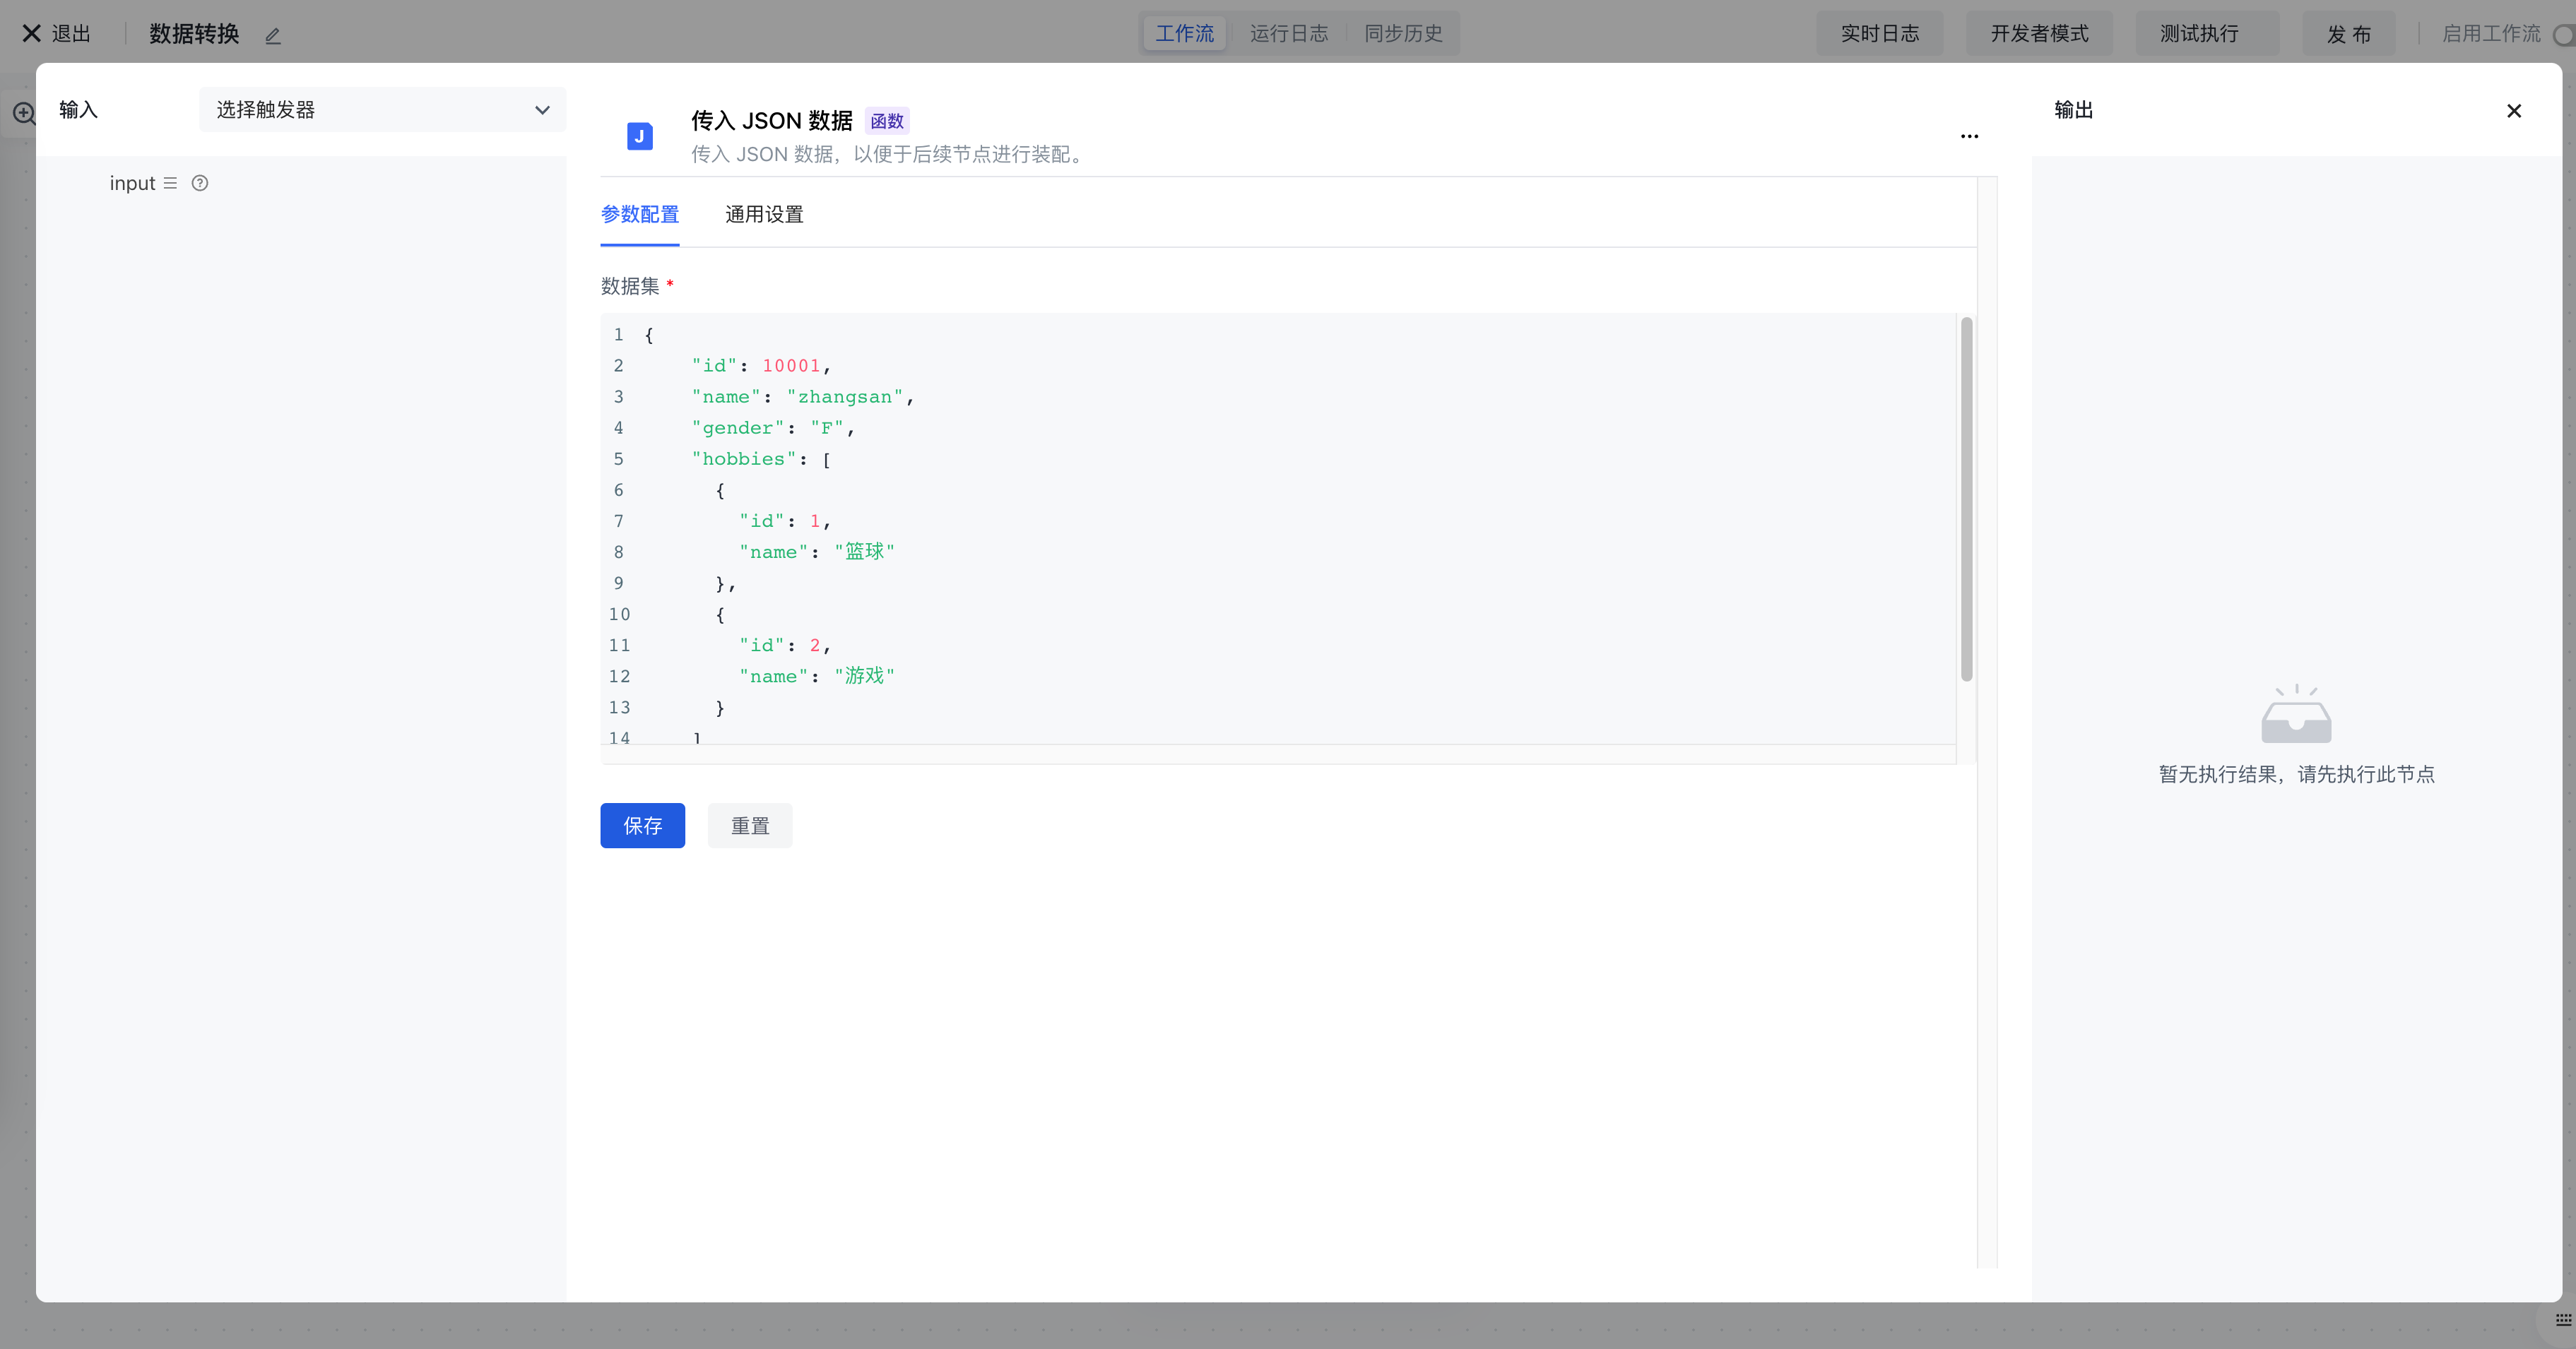 退出
数据转换
工作流
运行日志
同步历史
实时日志
开发者模式
测试执行
发布
启用工作流
输入
选择触发器
input
传入 JSON 数据
函数
传入 JSON 数据，以便于后续节点进行装配。
参数配置
通用设置
数据集 *
1 {
2 "id": 10001,
3 "name": "zhangsan",
4 "gender": "F",
5 "hobbies": [
6 {
7 "id": 1,
8 "name": "篮球"
9 },
10 {
11 "id": 2,
12 "name": "游戏"
13 }
14 ]
保存
重置
输出
暂无执行结果，请先执行此节点